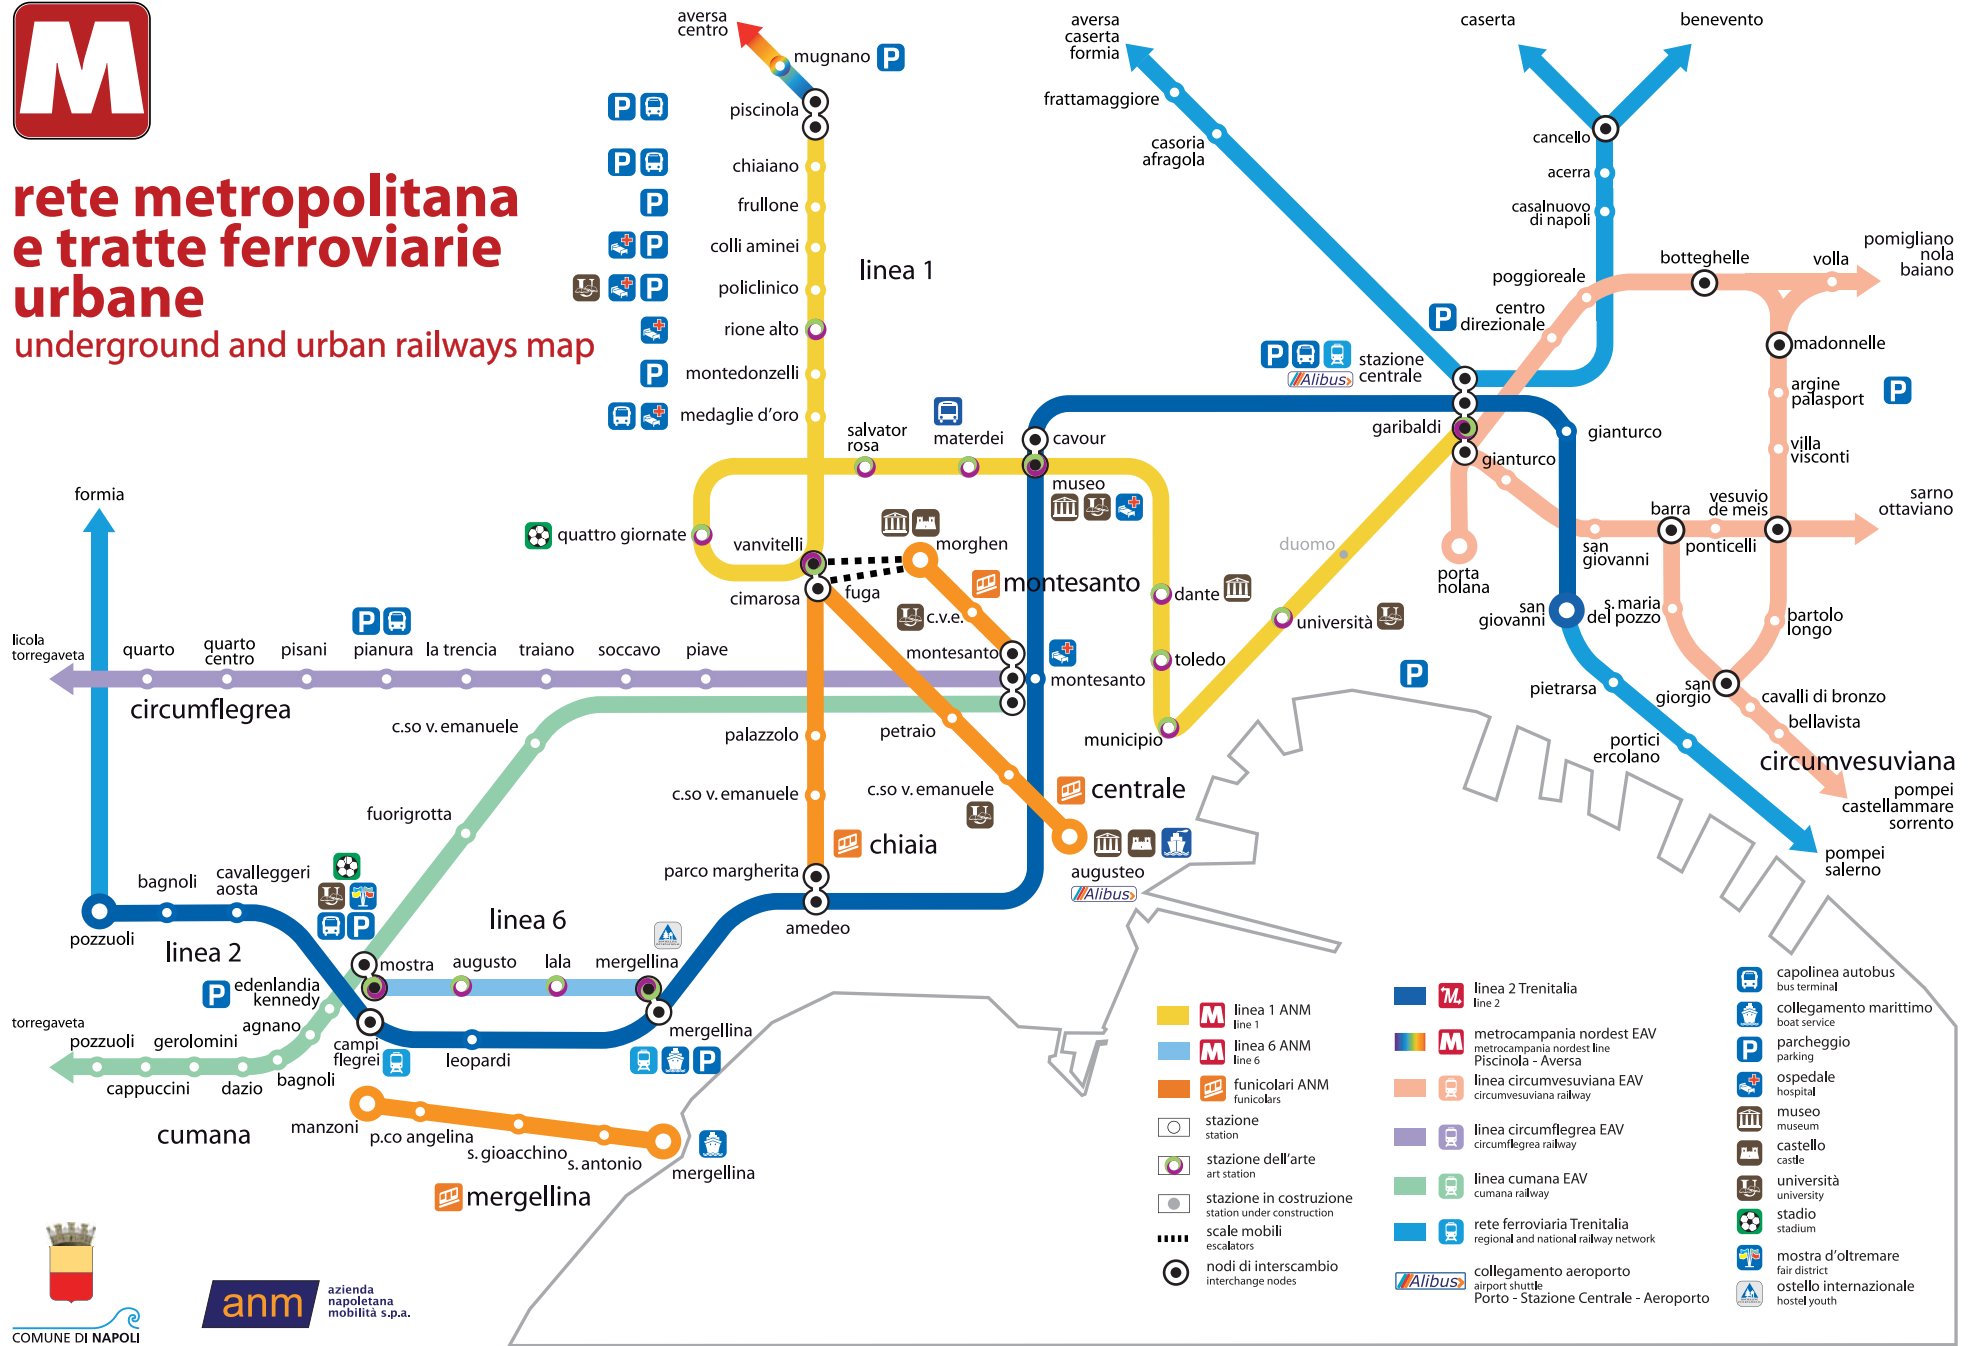 M
rete metropolitana
e tratte ferroviarie
urbane
underground and urban railways map
aversa
centro
mugnano
P
piscinola
P
chiaiano
P
frullone
P
colli aminei
P
policlinico
P
rione alto
montedonzelli
P
medaglie d'oro
linea 1
aversa
caserta
formia
frattamaggiore
casoria
afragola
caserta
benevento
cancello
acerra
casalnuovo
di napoli
poggioreale
centro
direzionale
P
botteghelle
volla
pomigliano
nola
baiano
madonnelle
argine
palasport
P
villa
visconti
vesuvio
de meis
sarno
ottaviano
barra
ponticelli
san
giovanni
P
stazione
centrale
Alibus
garibaldi
gianturco
gianturco
porta
nolana
salvator
rosa
materdei
cavour
museo
quattro giornate
vanvitelli
cimarosa
fuga
morghen
montesanto
c.v.e.
montesanto
montesanto
dante
toledo
municipio
università
duomo
P
san
giovanni
s. maria
del pozzo
bartolo
longo
san
giorgio
cavalli di bronzo
bellavista
circumvesuviana
pompei
castellammare
sorrento
pietrarsa
portici
ercolano
pompei
salerno
formia
licola
torregaveta
quarto
quarto
centro
pisani
P
pianura
la trencia
traiano
soccavo
piave
circumflegrea
c.so v. emanuele
fuorigrotta
palazzolo
c.so v. emanuele
chiaia
parco margherita
amedeo
petraio
c.so v. emanuele
centrale
augusteo
Alibus
pozzuoli
bagnoli
cavalleggeri
aosta
linea 2
P
linea 6
mostra
augusto
lala
mergellina
P
edenlandia
kennedy
agnano
campi
flegrei
leopardi
mergellina
P
torregaveta
pozzuoli
cappuccini
gerolomini
dazio
bagnoli
cumana
manzoni
p.co angelina
s. gioacchino
s. antonio
mergellina
mergellina
COMUNE DI NAPOLI
anm
azienda
napoletana
mobilità s.p.a.
M
linea 1 ANM
line 1
M
linea 6 ANM
line 6
funicolari ANM
funicolars
stazione
station
stazione dell'arte
art station
stazione in costruzione
station under construction
scale mobili
escalators
nodi di interscambio
interchange nodes
M
linea 2 Trenitalia
line 2
M
metrocampania nordest EAV
metrocampania nordest line
Piscinola - Aversa
linea circumvesuviana EAV
circumvesuviana railway
linea circumflegrea EAV
circumflegrea railway
linea cumana EAV
cumana railway
rete ferroviaria Trenitalia
regional and national railway network
Alibus
collegamento aeroporto
airport shuttle
Porto - Stazione Centrale - Aeroporto
capolinea autobus
bus terminal
collegamento marittimo
boat service
P
parcheggio
parking
ospedale
hospital
museo
museum
castello
castle
università
university
stadio
stadium
mostra d'oltremare
fair district
ostello internazionale
hostel youth